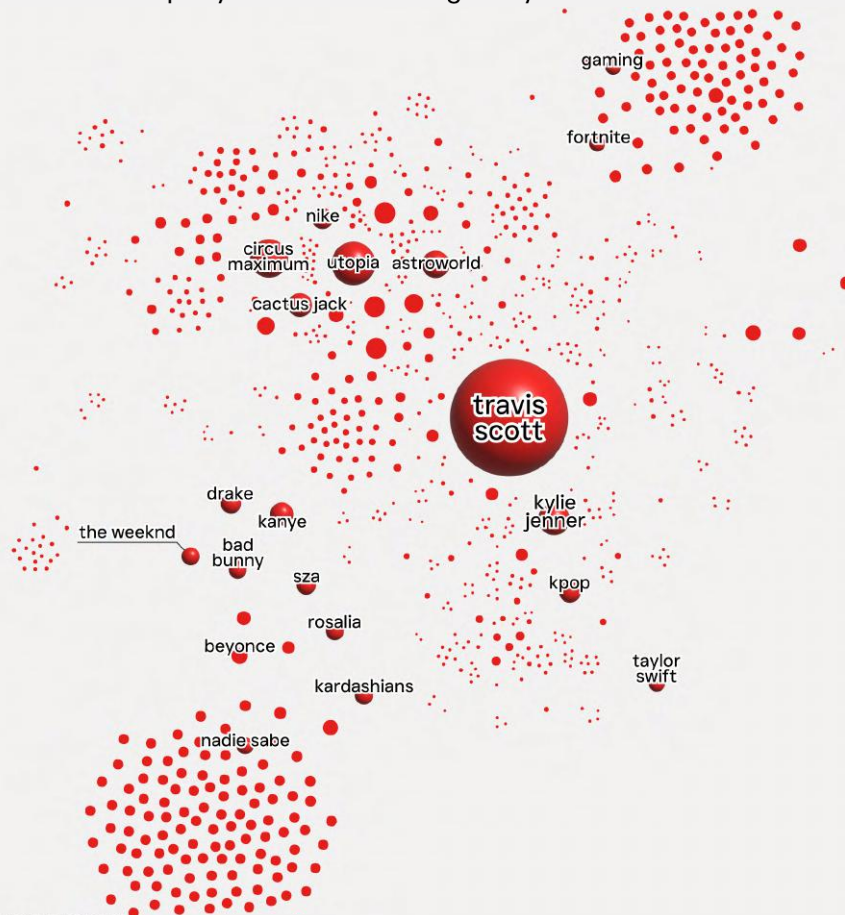 gaming
fortnite
nike
circus
maximum
utopia
astroworld
cactus jack
travis
scott
drake
kanye
kylie
jenner
the weeknd
bad
bunny
sza
kpop
rosalia
beyonce
taylor
swift
kardashians
nadie sabe